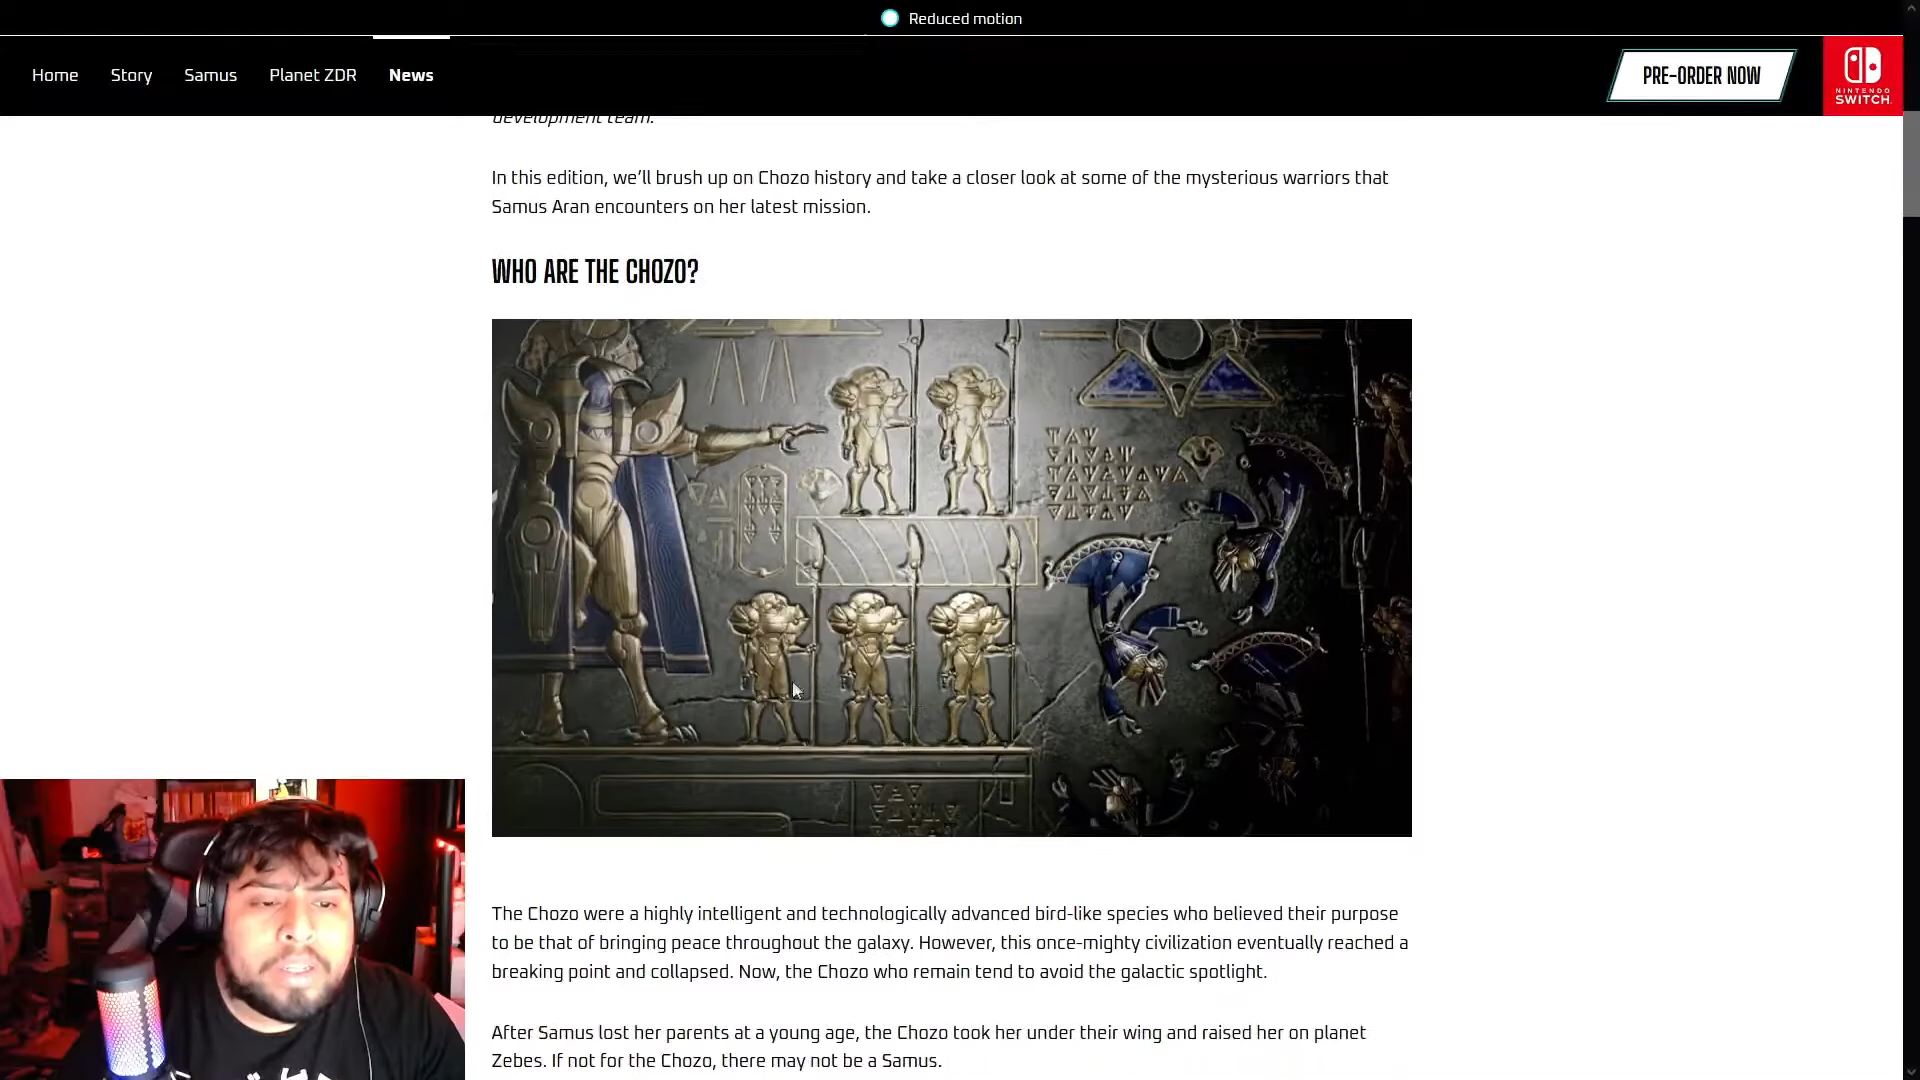 Reduced motion
Home Story Samus Planet ZDR News
PRE-ORDER NOW
NINTENDO
SWITCH
development team.
In this edition, we’ll brush up on Chozo history and take a closer look at some of the mysterious warriors that
Samus Aran encounters on her latest mission.
WHO ARE THE CHOZO?
The Chozo were a highly intelligent and technologically advanced bird-like species who believed their purpose
to be that of bringing peace throughout the galaxy. However, this once-mighty civilization eventually reached a
breaking point and collapsed. Now, the Chozo who remain tend to avoid the galactic spotlight.
After Samus lost her parents at a young age, the Chozo took her under their wing and raised her on planet
Zebes. If not for the Chozo, there may not be a Samus.